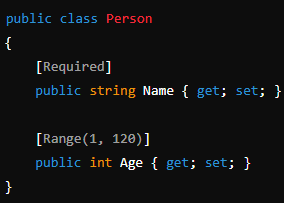 public class Person
{
    [Required]
    public string Name { get; set; }

    [Range(1, 120)]
    public int Age { get; set; }
}